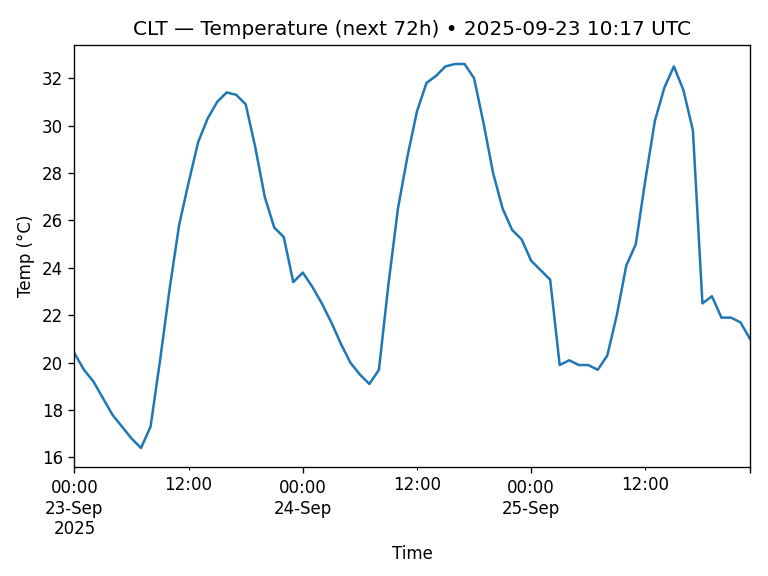 CLT — Temperature (next 72h) • 2025-09-23 10:17 UTC
Temp (°C)
32
30
28
26
24
22
20
18
16
00:00 12:00 00:00 12:00 00:00 12:00
23-Sep 24-Sep 25-Sep
2025
Time